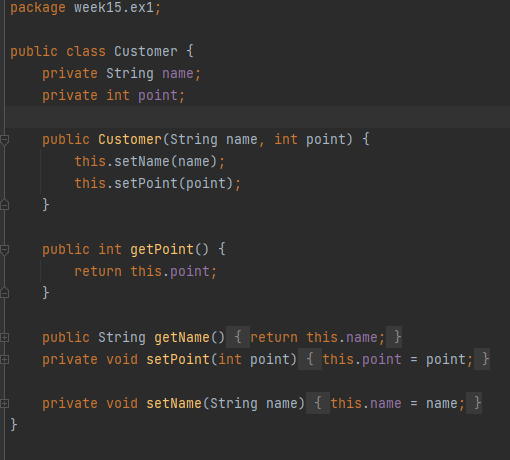 package week15.ex1;
public class Customer {
private String name;
private int point;
public Customer(String name, int point) {
this.setName(name);
this.setPoint(point);
}
public int getPoint() {
return this.point;
}
public String getName() { return this.name; }
private void setPoint(int point) { this.point = point; }
private void setName(String name) { this.name = name; }
}